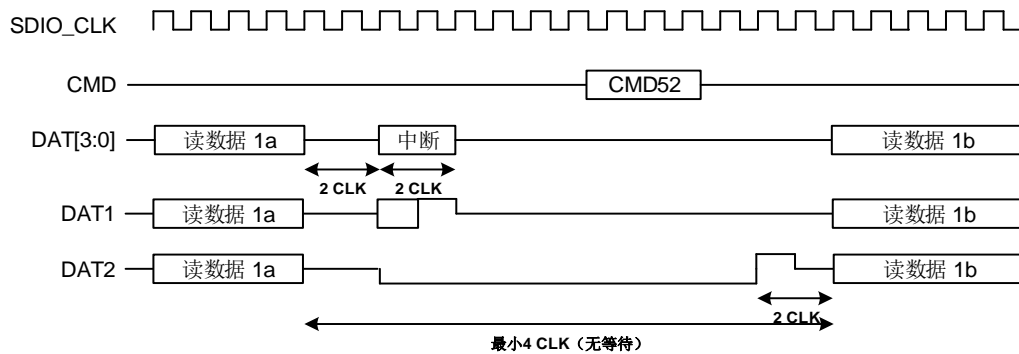 SDIO_CLK
CMD CMD52
DAT[3:0] 读数据 1a 中断 读数据 1b
2 CLK 2 CLK
DAT1 读数据 1a 读数据 1b
DAT2 读数据 1a 读数据 1b
2 CLK
最小4 CLK（无等待）